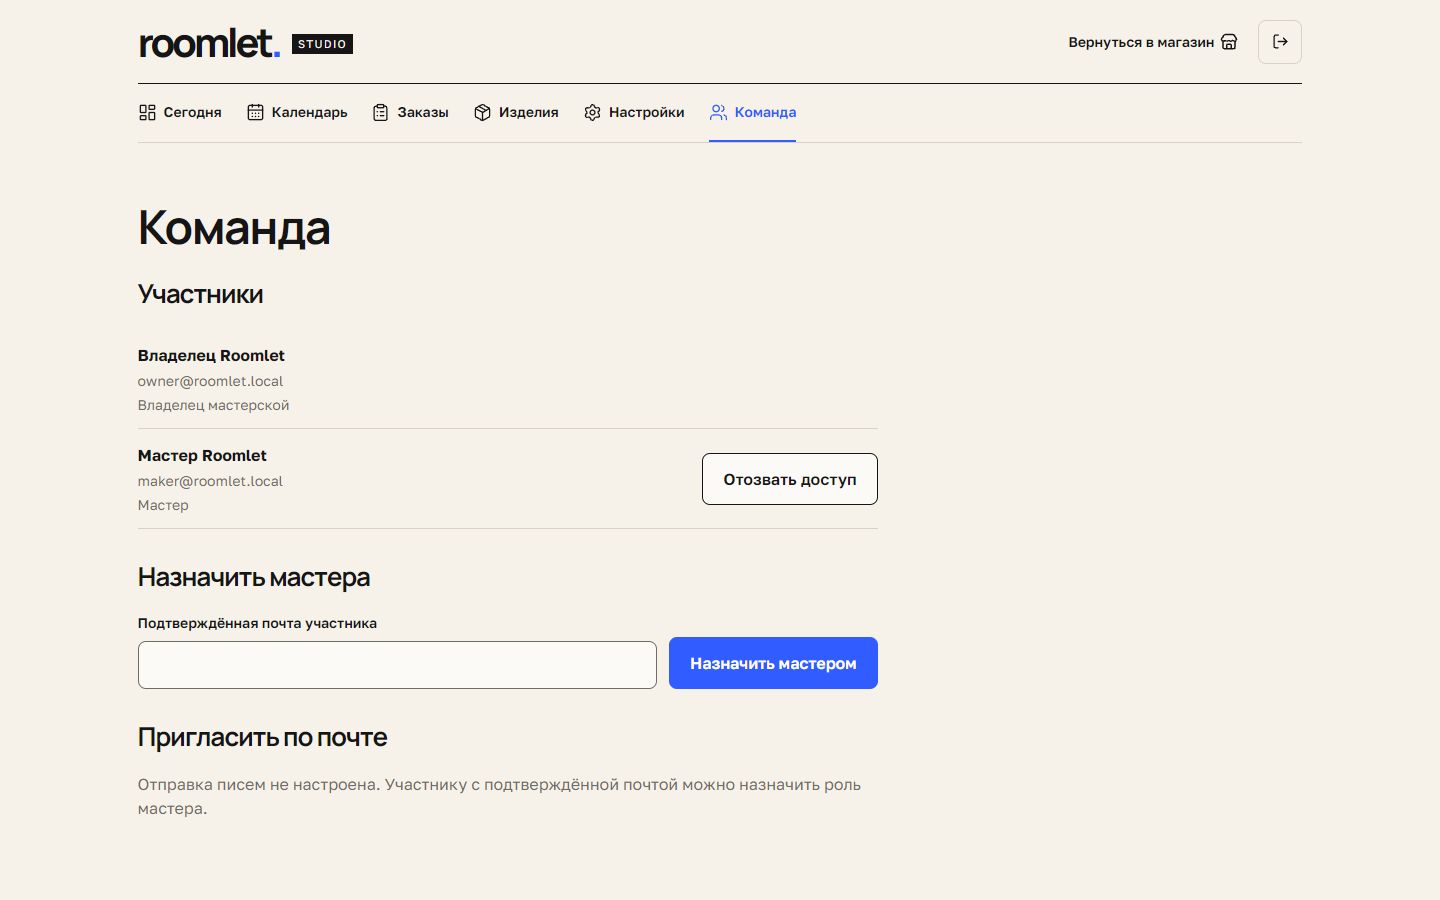 roomlet. STUDIO
Вернуться в магазин
Сегодня Календарь Заказы Изделия Настройки Команда
Команда
Участники
Владелец Roomlet
owner@roomlet.local
Владелец мастерской
Мастер Roomlet
maker@roomlet.local
Мастер
Отозвать доступ
Назначить мастера
Подтверждённая почта участника
Назначить мастером
Пригласить по почте
Отправка писем не настроена. Участнику с подтверждённой почтой можно назначить роль
мастера.